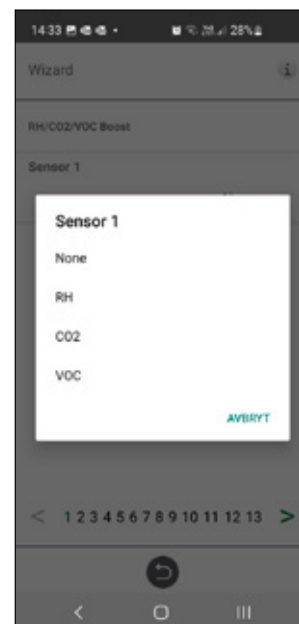 14:33
28%
Wizard
i
RH/CO2/VOC Boost
Sensor 1
Sensor 1
None
RH
CO2
VOC
AVBRYT
< 1 2 3 4 5 6 7 8 9 10 11 12 13 >